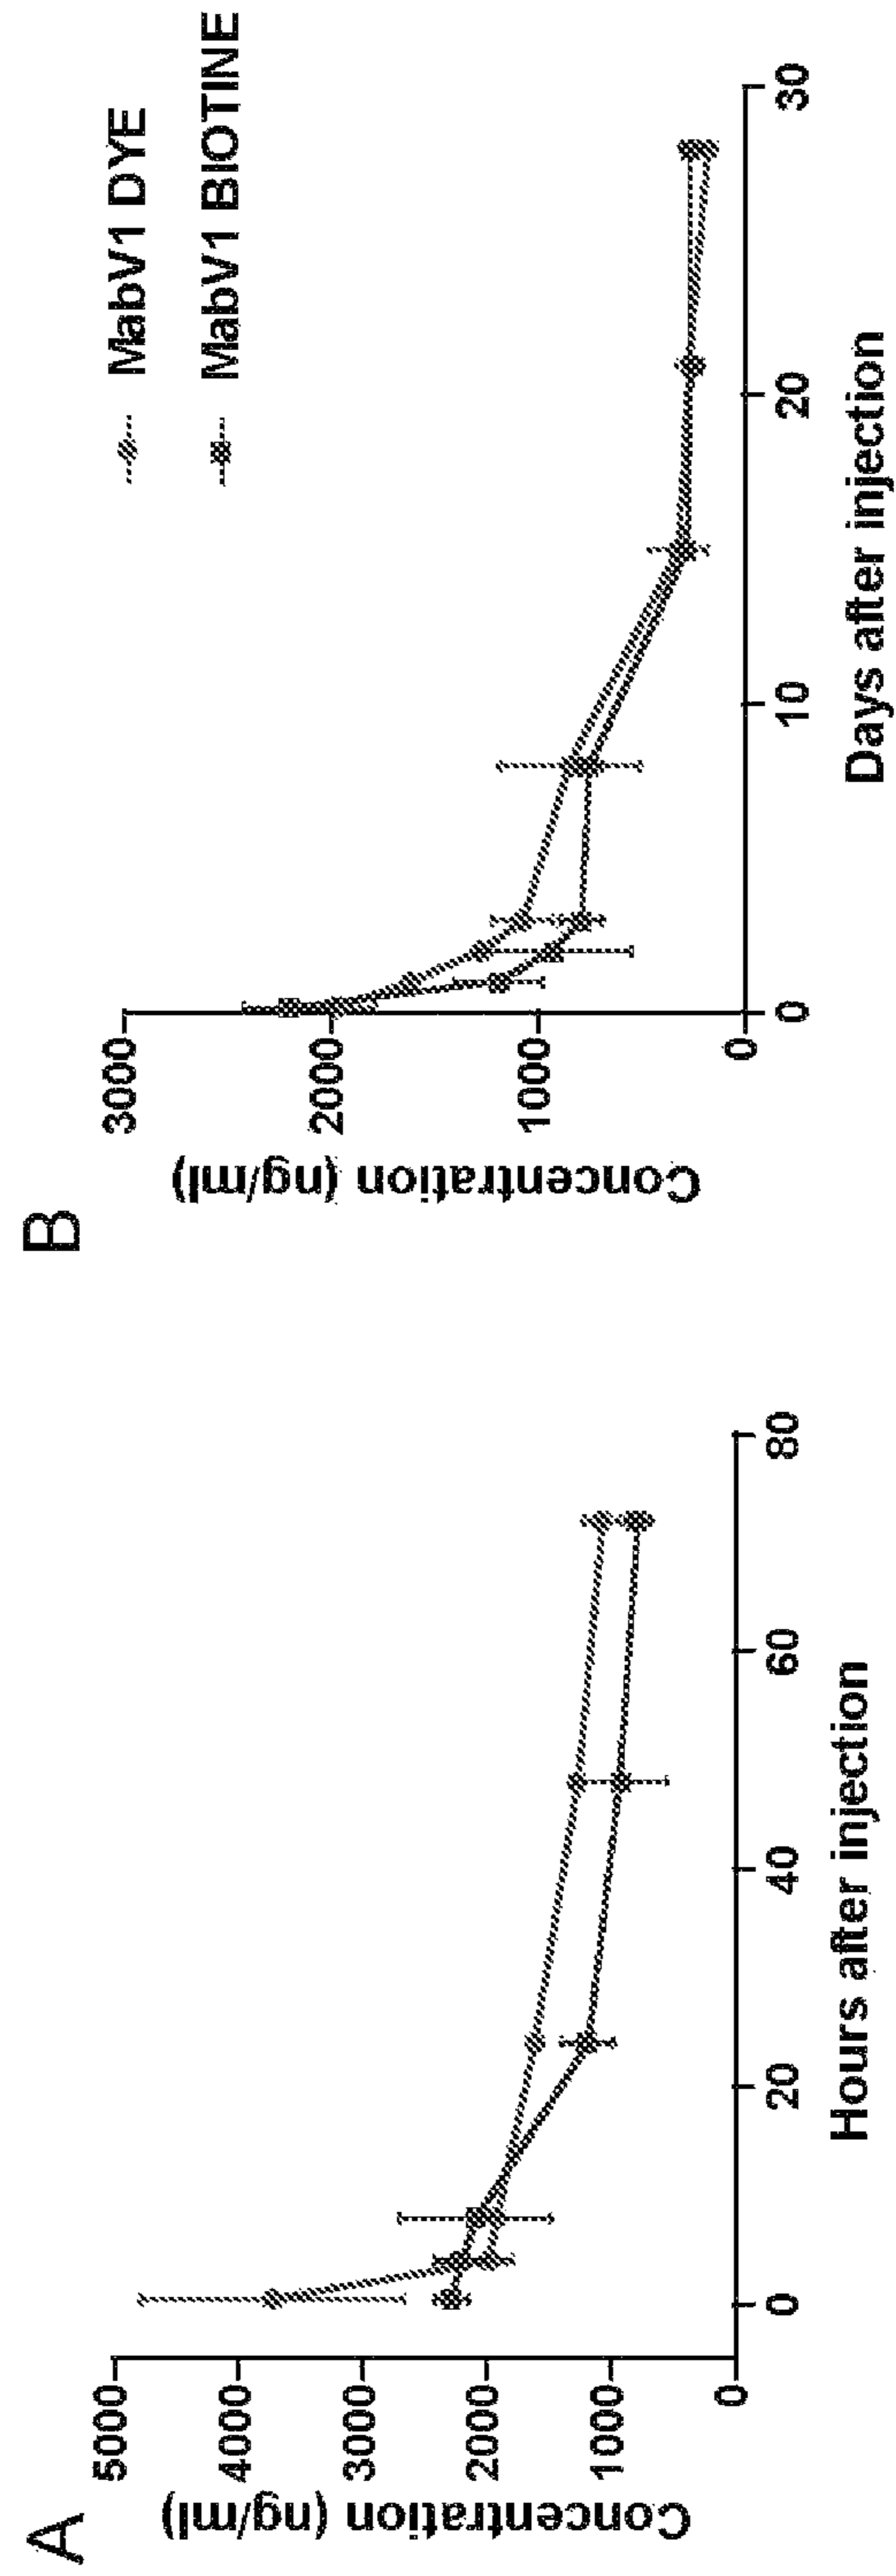 A
Concentration (ng/ml)
5000
4000
3000
2000
1000
0
0
20
40
60
80
Hours after injection
B
Concentration (ng/ml)
3000
2000
1000
0
0
10
20
30
Days after injection
MabV1 DYE
MabV1 BIOTINE